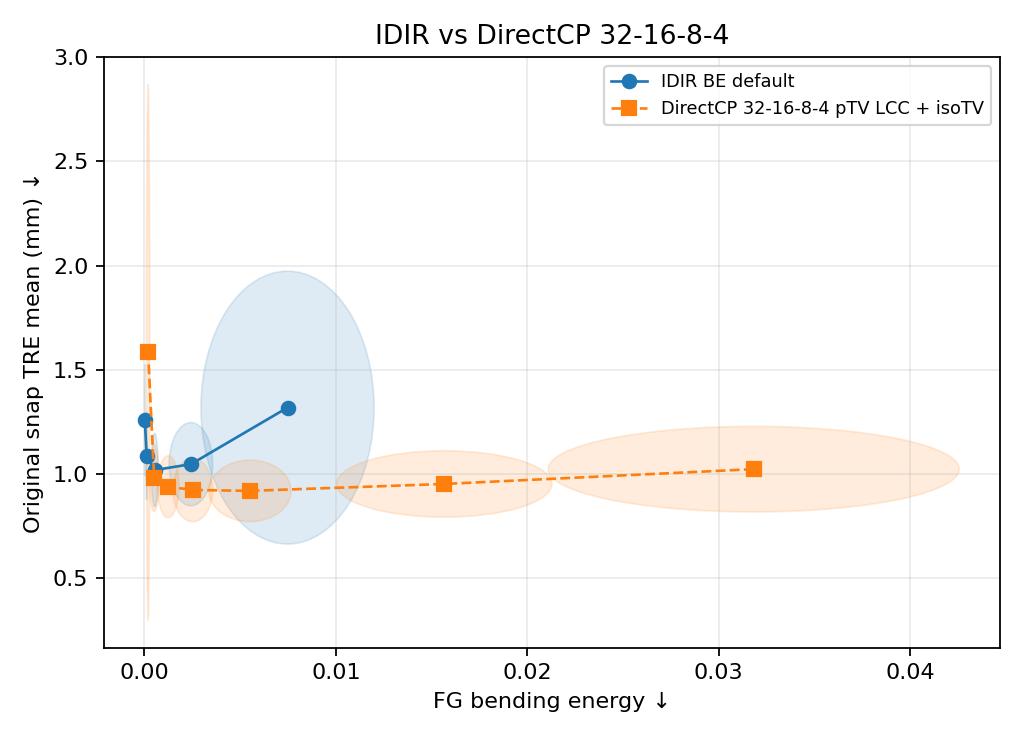 IDIR vs DirectCP 32-16-8-4
IDIR BE default
DirectCP 32-16-8-4 pTV LCC + isoTV
Original snap TRE mean (mm) ↓
3.0
2.5
2.0
1.5
1.0
0.5
0.00 0.01 0.02 0.03 0.04
FG bending energy ↓